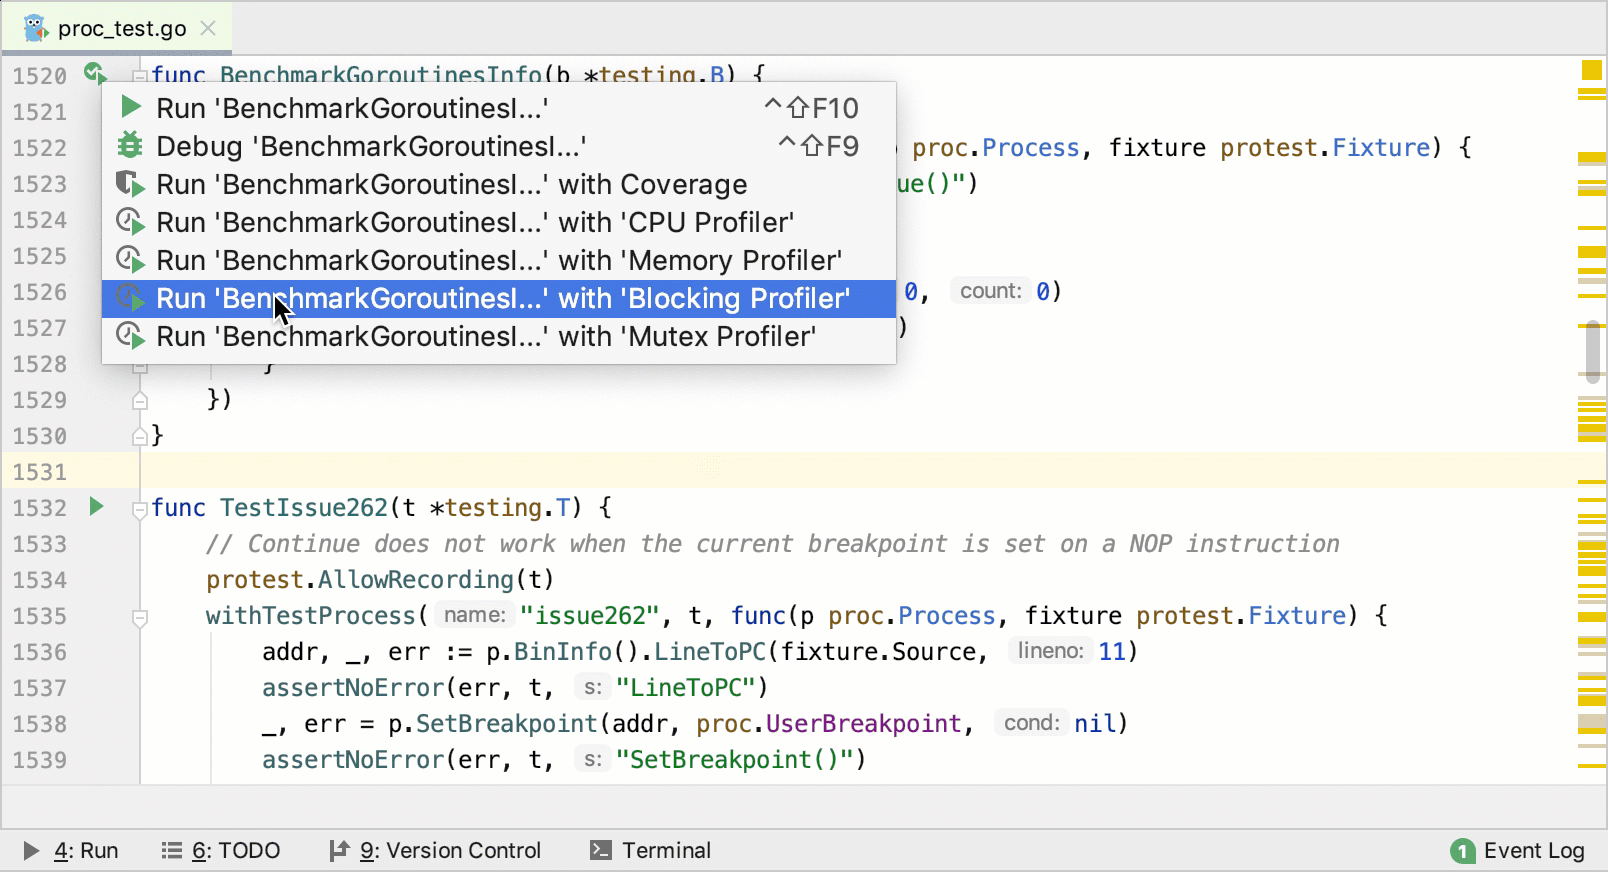 proc_test.go
1520 func BenchmarkGoroutinesInfo(b *testing.B) {
Run 'BenchmarkGoroutinesI...' ^⇧F10
1521
Debug 'BenchmarkGoroutinesI...' ^⇧F9
1522 proc.Process, fixture protest.Fixture) {
Run 'BenchmarkGoroutinesI...' with Coverage
1523 ue()")
Run 'BenchmarkGoroutinesI...' with 'CPU Profiler'
1524
Run 'BenchmarkGoroutinesI...' with 'Memory Profiler'
1525
Run 'BenchmarkGoroutinesI...' with 'Blocking Profiler'
1526 0, count: 0)
Run 'BenchmarkGoroutinesI...' with 'Mutex Profiler'
1527 )
1528 }
1529 })
1530 }
1531
1532 func TestIssue262(t *testing.T) {
1533 // Continue does not work when the current breakpoint is set on a NOP instruction
1534 protest.AllowRecording(t)
1535 withTestProcess( name: "issue262", t, func(p proc.Process, fixture protest.Fixture) {
1536 addr, _, err := p.BinInfo().LineToPC(fixture.Source, lineno: 11)
1537 assertNoError(err, t, s: "LineToPC")
1538 _, err = p.SetBreakpoint(addr, proc.UserBreakpoint, cond: nil)
1539 assertNoError(err, t, s: "SetBreakpoint()")
4: Run 6: TODO 9: Version Control Terminal 1 Event Log